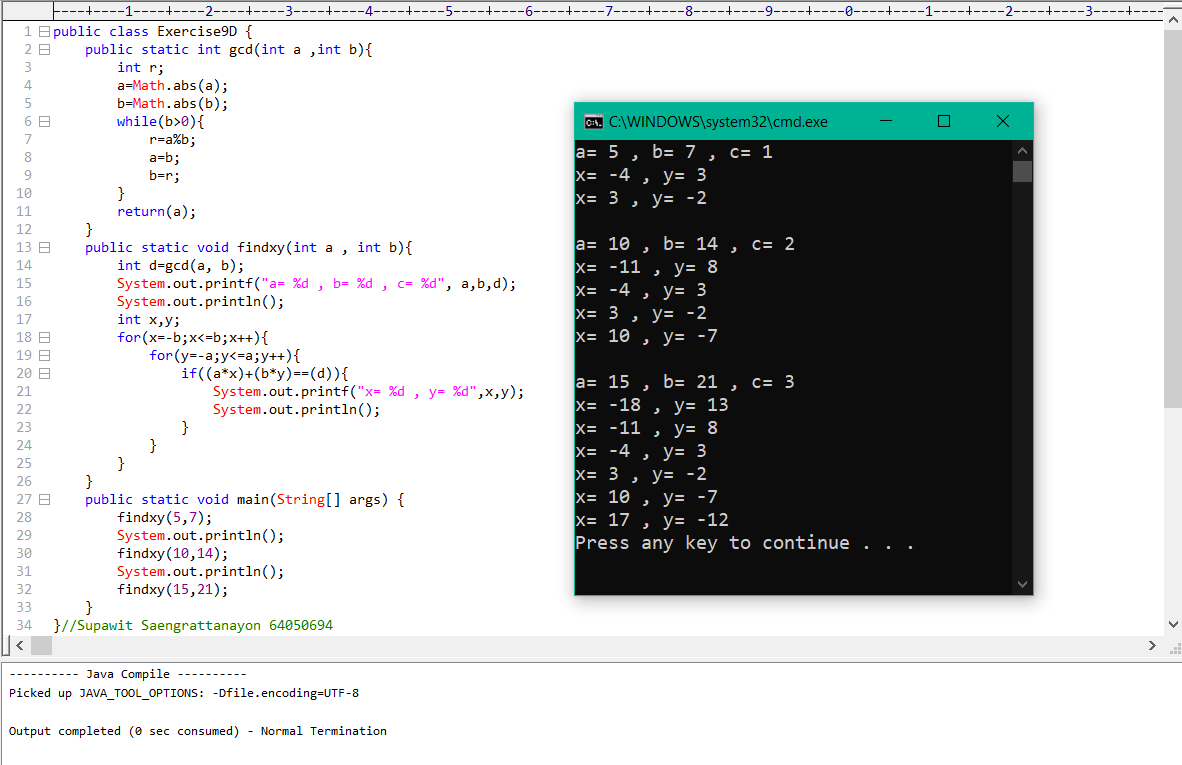 ----+----1----+----2----+----3----+----4----+----5----+----6----+----7----+----8----+----9----+----0----+----1----+----2----+----3----+----
1 public class Exercise9D {
2 public static int gcd(int a ,int b){
3 int r;
4 a=Math.abs(a);
5 b=Math.abs(b);
6 while(b>0){
7 r=a%b;
8 a=b;
9 b=r;
10 }
11 return(a);
12 }
13 public static void findxy(int a , int b){
14 int d=gcd(a, b);
15 System.out.printf("a= %d , b= %d , c= %d", a,b,d);
16 System.out.println();
17 int x,y;
18 for(x=-b;x<=b;x++){
19 for(y=-a;y<=a;y++){
20 if((a*x)+(b*y)==(d)){
21 System.out.printf("x= %d , y= %d",x,y);
22 System.out.println();
23 }
24 }
25 }
26 }
27 public static void main(String[] args) {
28 findxy(5,7);
29 System.out.println();
30 findxy(10,14);
31 System.out.println();
32 findxy(15,21);
33 }
34 }//Supawit Saengrattanayon 64050694
C:\WINDOWS\system32\cmd.exe
a= 5 , b= 7 , c= 1
x= -4 , y= 3
x= 3 , y= -2
a= 10 , b= 14 , c= 2
x= -11 , y= 8
x= -4 , y= 3
x= 3 , y= -2
x= 10 , y= -7
a= 15 , b= 21 , c= 3
x= -18 , y= 13
x= -11 , y= 8
x= -4 , y= 3
x= 3 , y= -2
x= 10 , y= -7
x= 17 , y= -12
Press any key to continue . . .
---------- Java Compile ----------
Picked up JAVA_TOOL_OPTIONS: -Dfile.encoding=UTF-8
Output completed (0 sec consumed) - Normal Termination